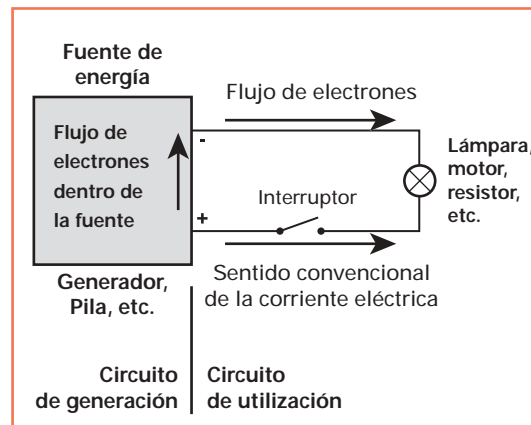 Fuente de
energía
Flujo de electrones
Flujo de
electrones
dentro de
la fuente
-
+
Interruptor
Lámpara,
motor,
resistor,
etc.
Generador,
Pila, etc.
Sentido convencional
de la corriente eléctrica
Circuito
de generación
Circuito
de utilización